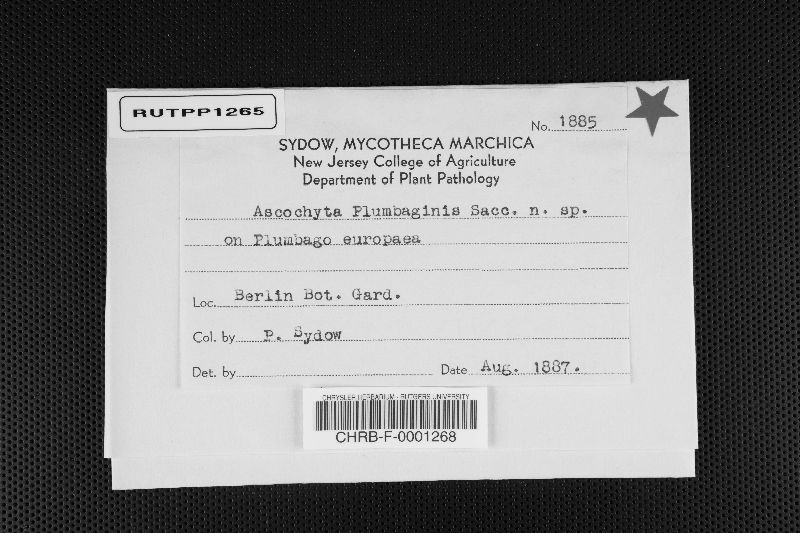 RUTPP1265
No. 1885
SYDOW, MYCOTHECA MARCHICA
New Jersey College of Agriculture
Department of Plant Pathology
Ascochyta Plumbaginis Sacc. n. sp.
on Plumbago europaea
Loc. Berlin Bot. Gard.
Col. by P. Sydow
Det. by Date Aug. 1887.
CHRYSLER HERBARIUM - RUTGERS UNIVERSITY
CHRB-F-0001268